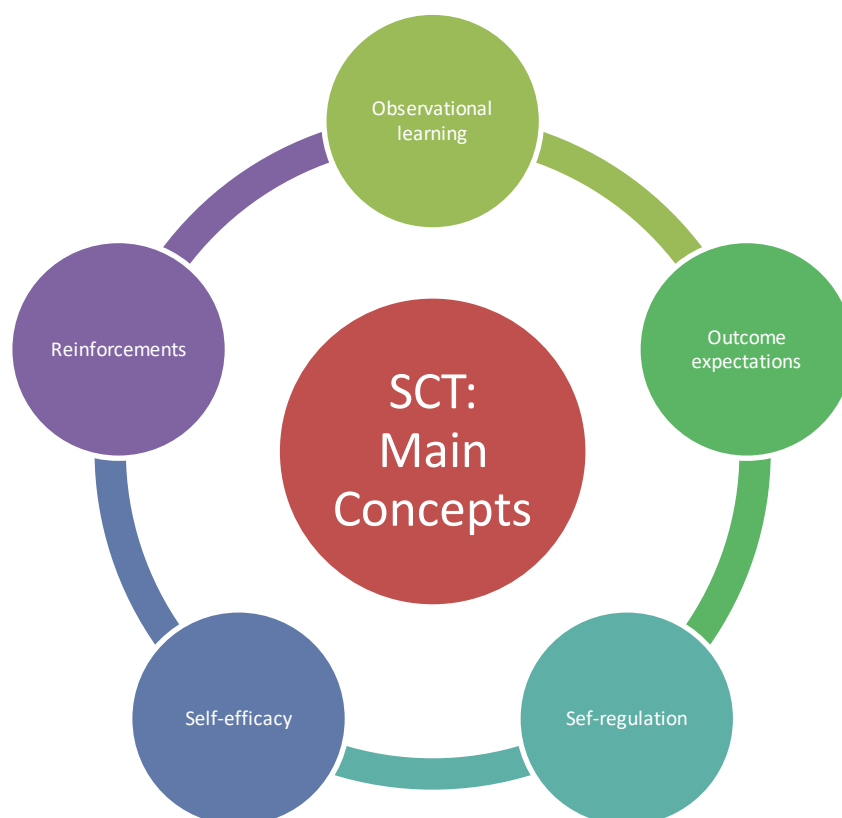 Observational
learning
Outcome
expectations
Sef-regulation
Self-efficacy
Reinforcements
SCT:
Main
Concepts